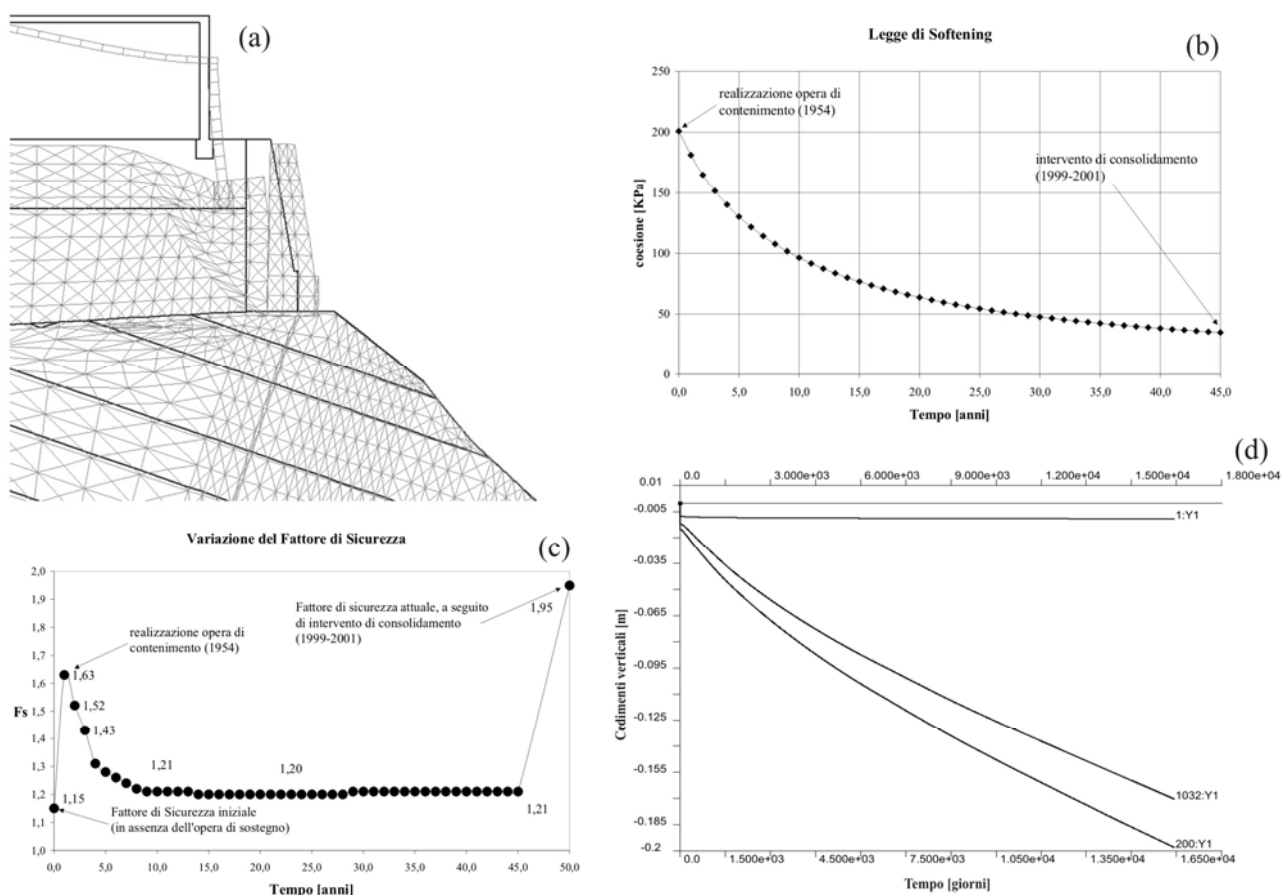 (a)
Legge di Softening
(b)
250
200
150
100
50
0
coesione [KPa]
realizzazione opera di
contenimento (1954)
intervento di consolidamento
(1999-2001)
0,0 5,0 10,0 15,0 20,0 25,0 30,0 35,0 40,0 45,0
Tempo [anni]
Variazione del Fattore di Sicurezza
(c)
2,0
1,9
1,8
1,7
1,6
1,5
1,4
1,3
1,2
1,1
1,0
Fs
realizzazione opera di
contenimento (1954)
Fattore di sicurezza attuale, a seguito
di intervento di consolidamento
(1999-2001)
1,95
1,63
1,52
1,43
1,21
1,20
1,15
1,21
Fattore di Sicurezza iniziale
(in assenza dell'opera di sostegno)
0,0 5,0 10,0 15,0 20,0 25,0 30,0 35,0 40,0 45,0 50,0
Tempo [anni]
(d)
0.0 3.000e+03 6.000e+03 9.000e+03 1.200e+04 1.500e+04 1.800e+04
0.01
-0.005
-0.035
-0.065
-0.095
-0.125
-0.155
-0.185
-0.2
Cedimenti verticali [m]
1:Y1
1032:Y1
200:Y1
0.0 1.500e+03 4.500e+03 7.500e+03 1.050e+04 1.350e+04 1.650e+04
Tempo [giorni]